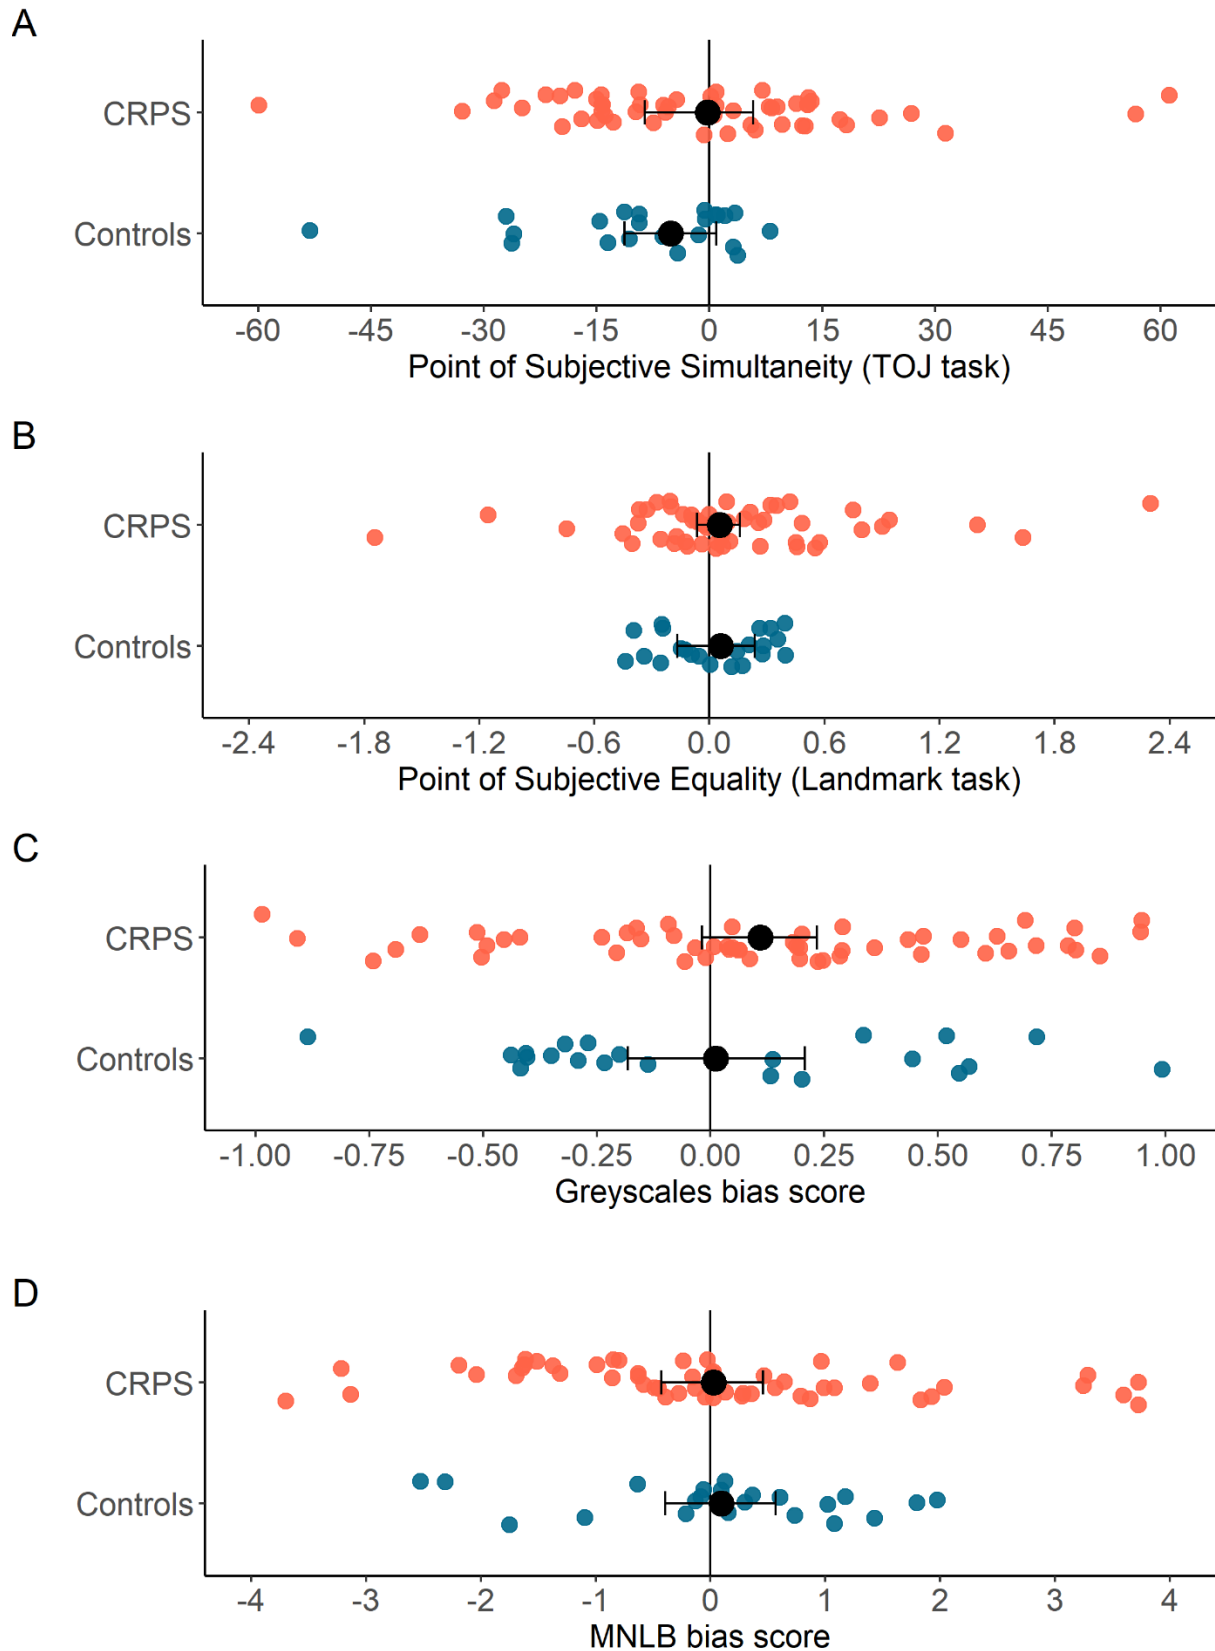 A
CRPS
Controls
-60 -45 -30 -15 0 15 30 45 60
Point of Subjective Simultaneity (TOJ task)
B
CRPS
Controls
-2.4 -1.8 -1.2 -0.6 0.0 0.6 1.2 1.8 2.4
Point of Subjective Equality (Landmark task)
C
CRPS
Controls
-1.00 -0.75 -0.50 -0.25 0.00 0.25 0.50 0.75 1.00
Greyscales bias score
D
CRPS
Controls
-4 -3 -2 -1 0 1 2 3 4
MNLB bias score